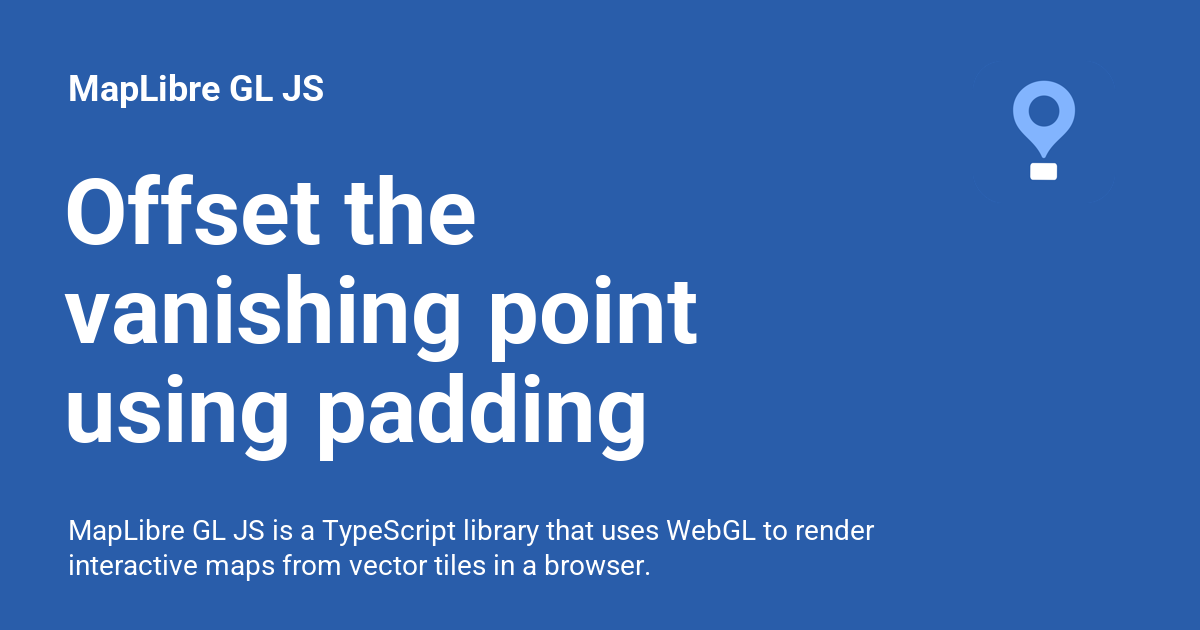 MapLibre GL JS
Offset the
vanishing point
using padding
MapLibre GL JS is a TypeScript library that uses WebGL to render
interactive maps from vector tiles in a browser.